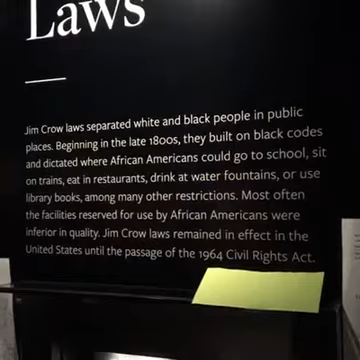 Laws
Jim Crow laws separated white and black people in public
places. Beginning in the late 1800s, they built on black codes
and dictated where African Americans could go to school, sit
on trains, eat in restaurants, drink at water fountains, or use
library books, among many other restrictions. Most often
the facilities reserved for use by African Americans were
inferior in quality. Jim Crow laws remained in effect in the
United States until the passage of the 1964 Civil Rights Act.